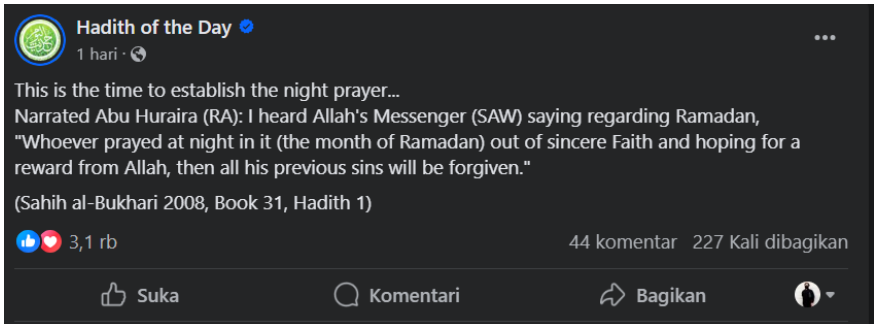 Hadith of the Day
1 hari
This is the time to establish the night prayer...
Narrated Abu Huraira (RA): I heard Allah's Messenger (SAW) saying regarding Ramadan,
"Whoever prayed at night in it (the month of Ramadan) out of sincere Faith and hoping for a
reward from Allah, then all his previous sins will be forgiven."
(Sahih al-Bukhari 2008, Book 31, Hadith 1)
3,1 rb 44 komentar 227 Kali dibagikan
Suka Komentari Bagikan